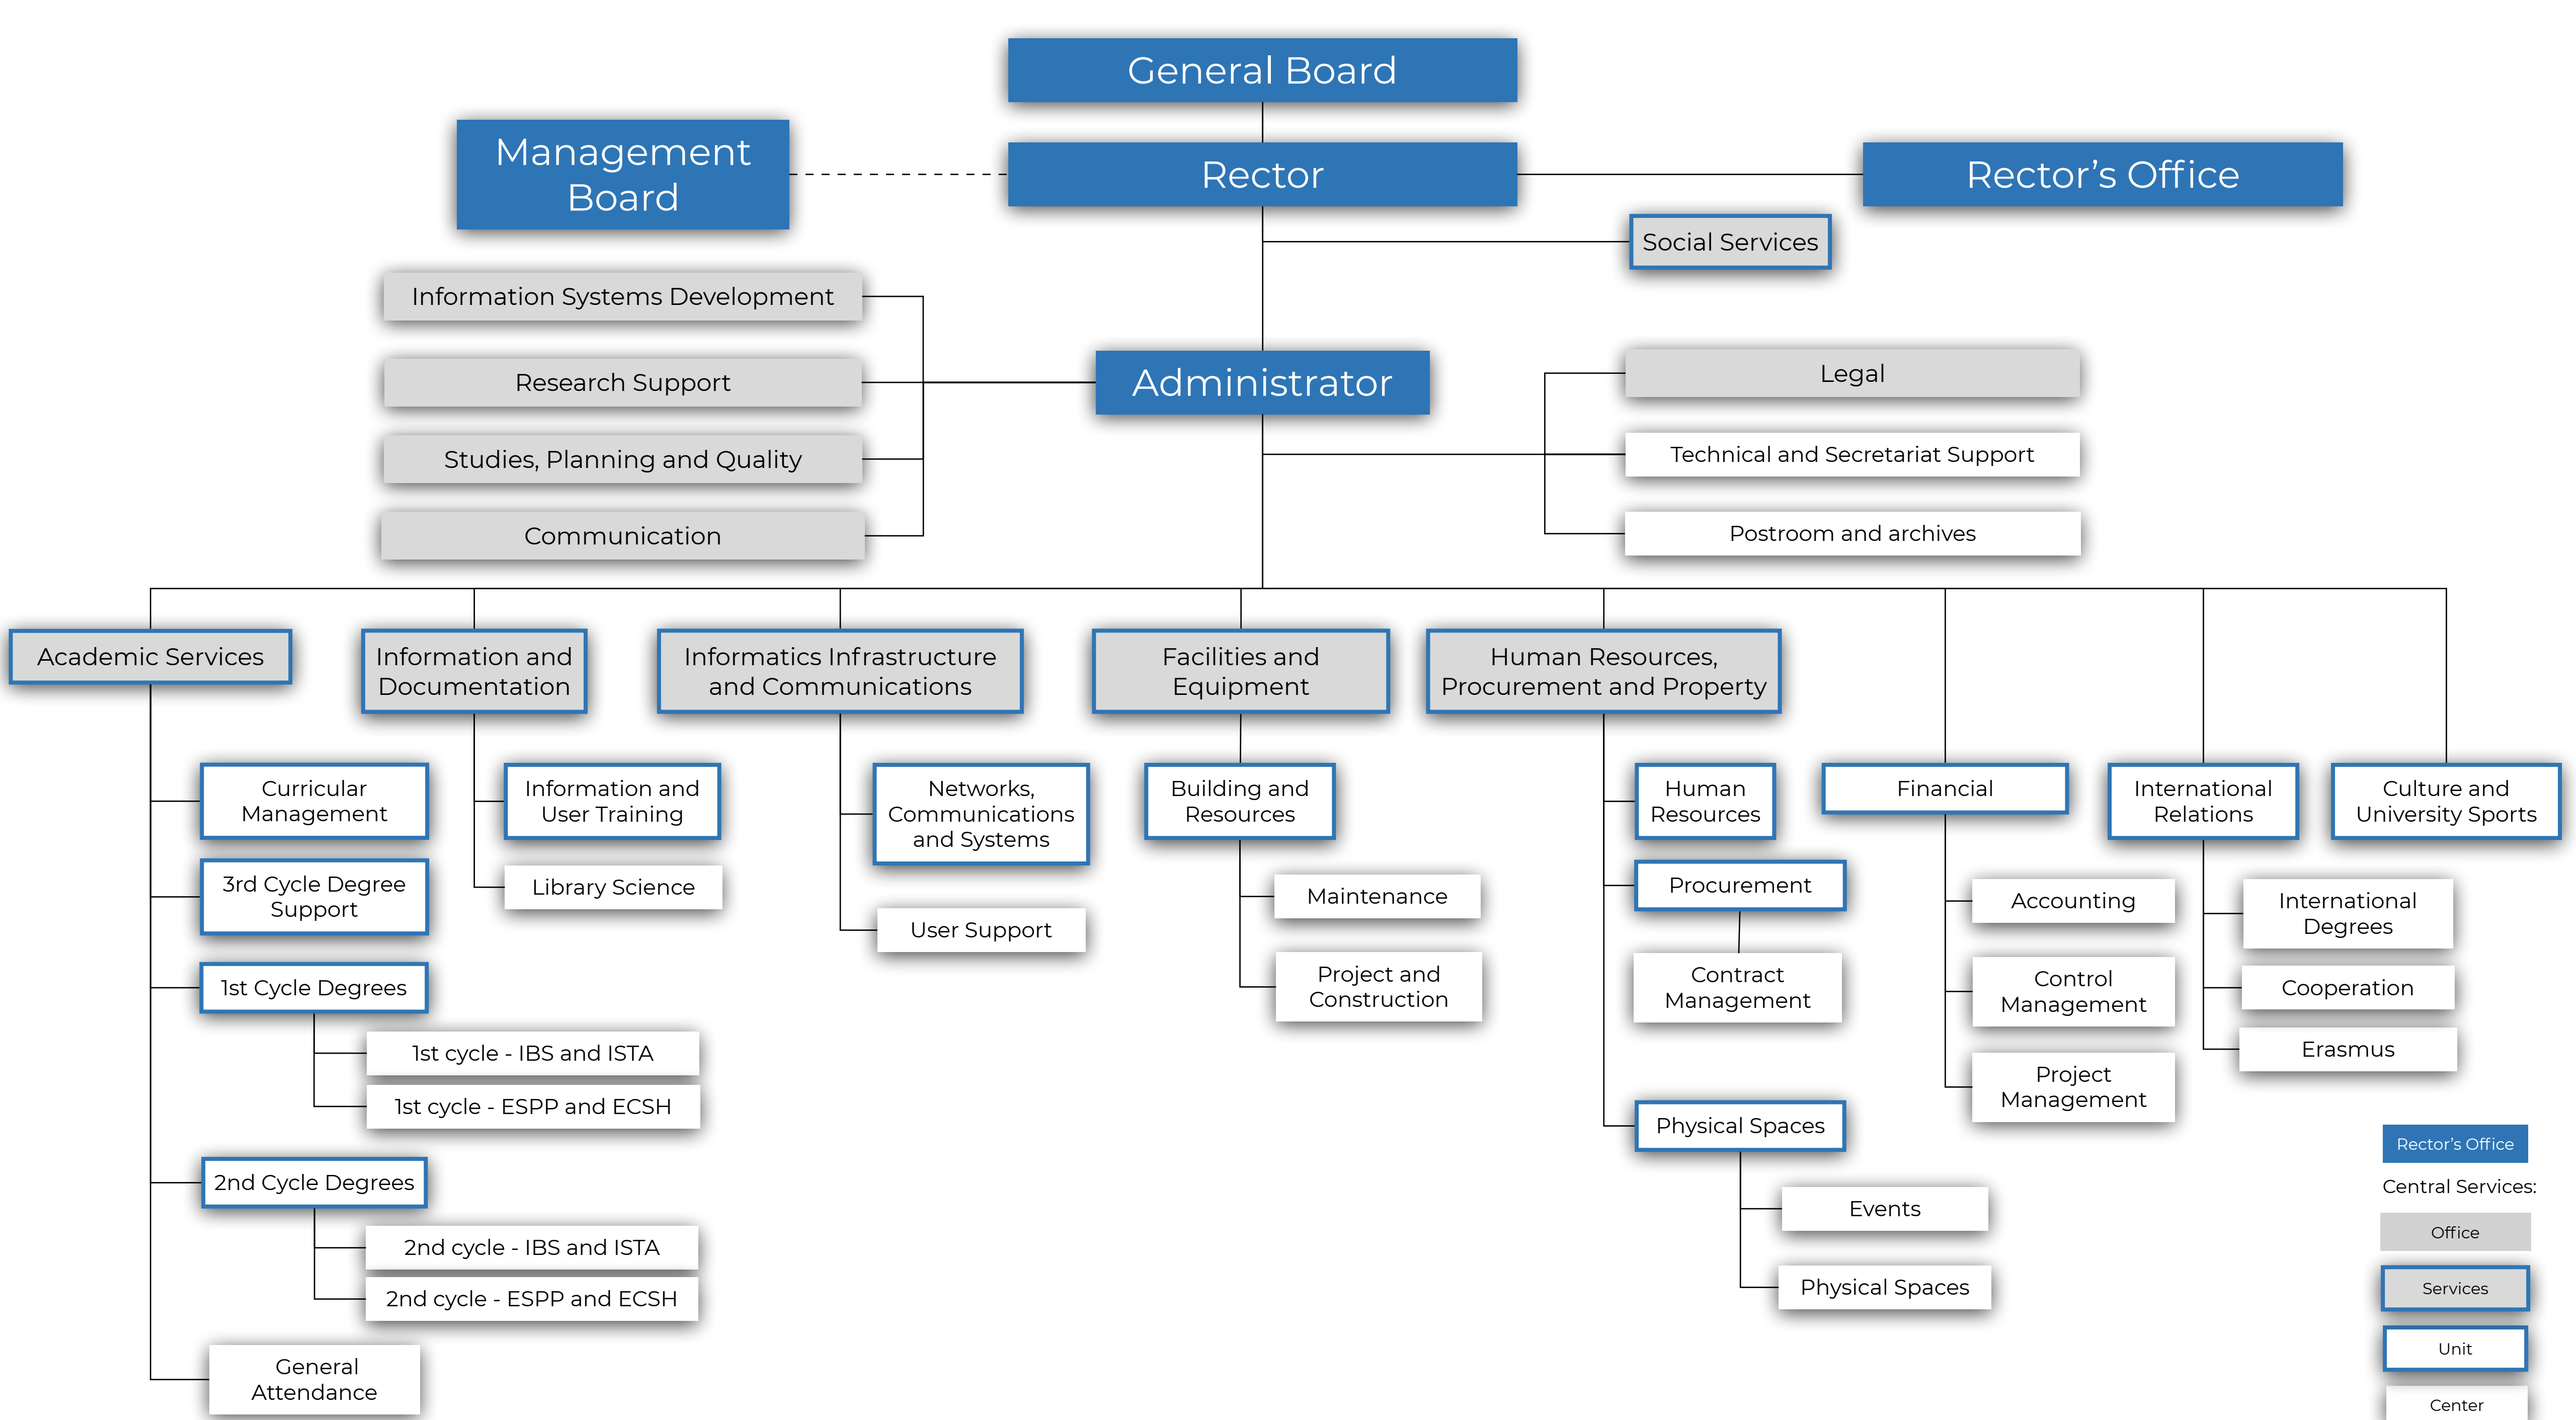 General Board
Management
Board
Rector
Rector’s Office
Social Services
Information Systems Development
Research Support
Studies, Planning and Quality
Communication
Administrator
Legal
Technical and Secretariat Support
Postroom and archives
Academic Services
Information and
Documentation
Informatics Infrastructure
and Communications
Facilities and
Equipment
Human Resources,
Procurement and Property
Curricular
Management
3rd Cycle Degree
Support
1st Cycle Degrees
1st cycle - IBS and ISTA
1st cycle - ESPP and ECSH
2nd Cycle Degrees
2nd cycle - IBS and ISTA
2nd cycle - ESPP and ECSH
General
Attendance
Information and
User Training
Library Science
Networks,
Communications
and Systems
User Support
Building and
Resources
Maintenance
Project and
Construction
Human
Resources
Procurement
Contract
Management
Physical Spaces
Events
Physical Spaces
Financial
Accounting
Control
Management
Project
Management
International
Relations
International
Degrees
Cooperation
Erasmus
Culture and
University Sports
Rector’s Office
Central Services:
Office
Services
Unit
Center